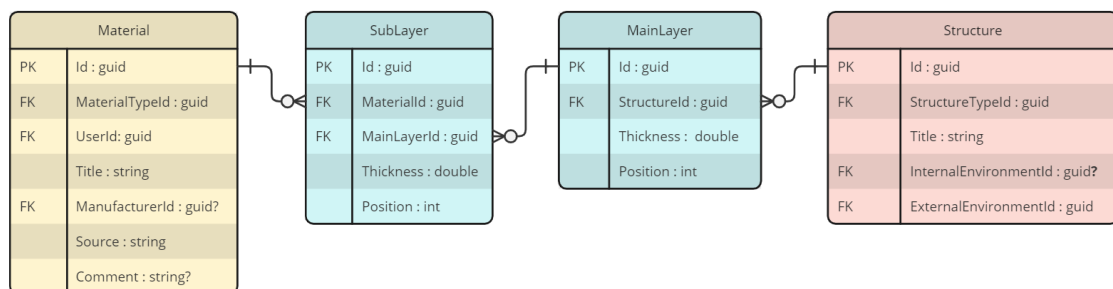 Material
PK Id : guid
FK MaterialTypeId : guid
FK UserId: guid
Title : string
FK ManufacturerId : guid?
Source : string
Comment : string?
SubLayer
PK Id : guid
FK MaterialId : guid
FK MainLayerId : guid
Thickness : double
Position : int
MainLayer
PK Id : guid
FK StructureId : guid
Thickness : double
Position : int
Structure
PK Id : guid
FK StructureTypeId : guid
Title : string
FK InternalEnvironmentId : guid?
FK ExternalEnvironmentId : guid